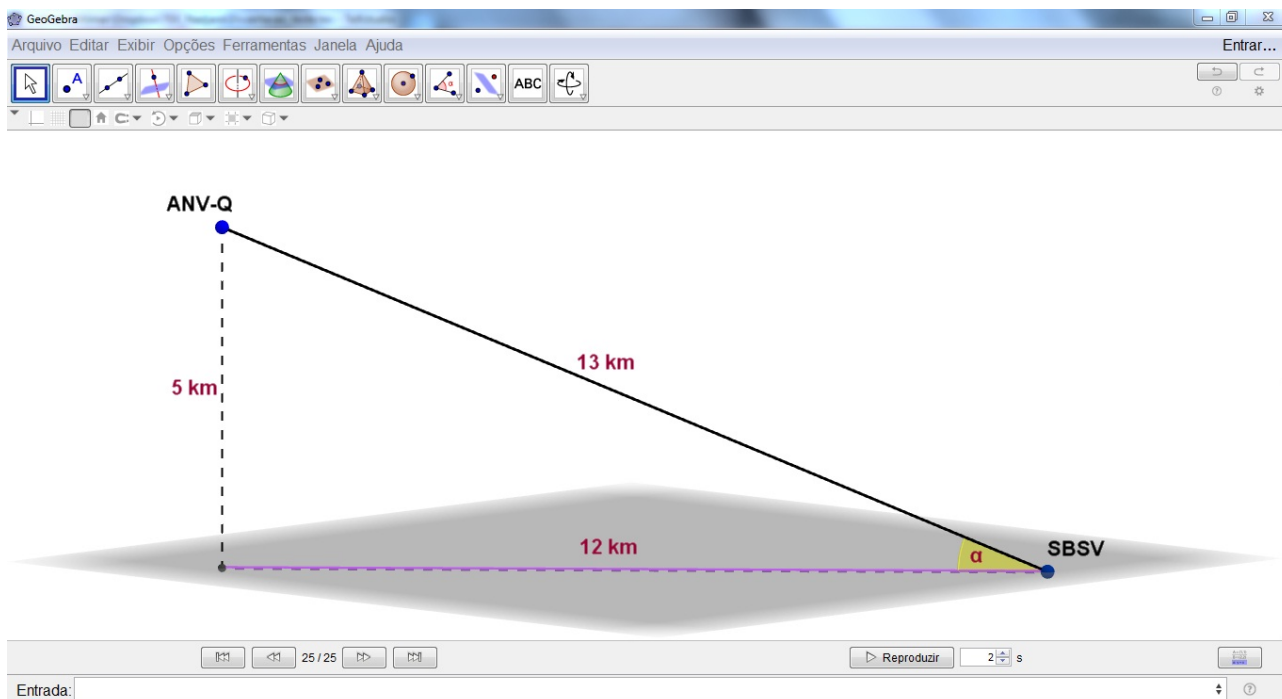 GeoGebra
Arquivo Editar Exibir Opções Ferramentas Janela Ajuda
Entrar...
A
ABC
ANV-Q
13 km
5 km
12 km
α
SBSV
25 / 25
Reproduzir
2 s
Entrada: